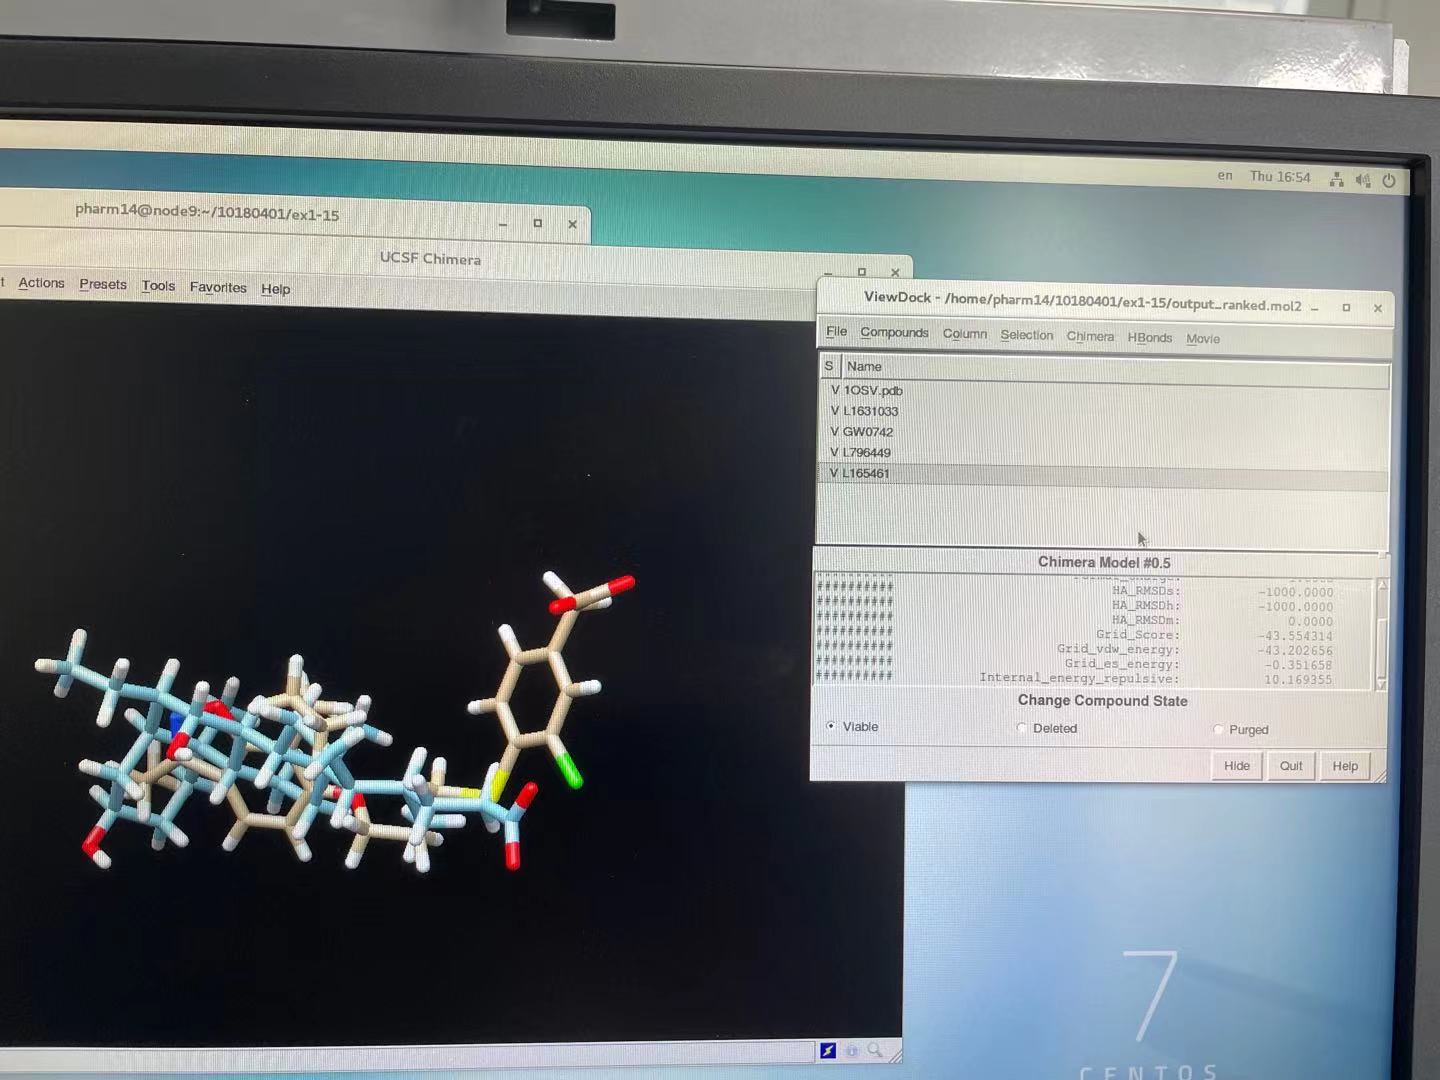 en Thu 16:54
pharm14@node9:~/10180401/ex1-15
UCSF Chimera
Actions Presets Tools Favorites Help
ViewDock - /home/pharm14/10180401/ex1-15/output_ranked.mol2
File Compounds Column Selection Chimera HBonds Movie
S Name
V 1OSV.pdb
V L1631033
V GW0742
V L796449
V L165461
Chimera Model #0.5
########## HA_RMSDs: -1000.0000
########## HA_RMSDh: -1000.0000
########## HA_RMSDm: 0.0000
########## Grid_Score: -43.554314
########## Grid_vdw_energy: -43.202656
########## Grid_es_energy: -0.351658
########## Internal_energy_repulsive: 10.169355
Change Compound State
Viable Deleted Purged
Hide Quit Help
7
CENTOS